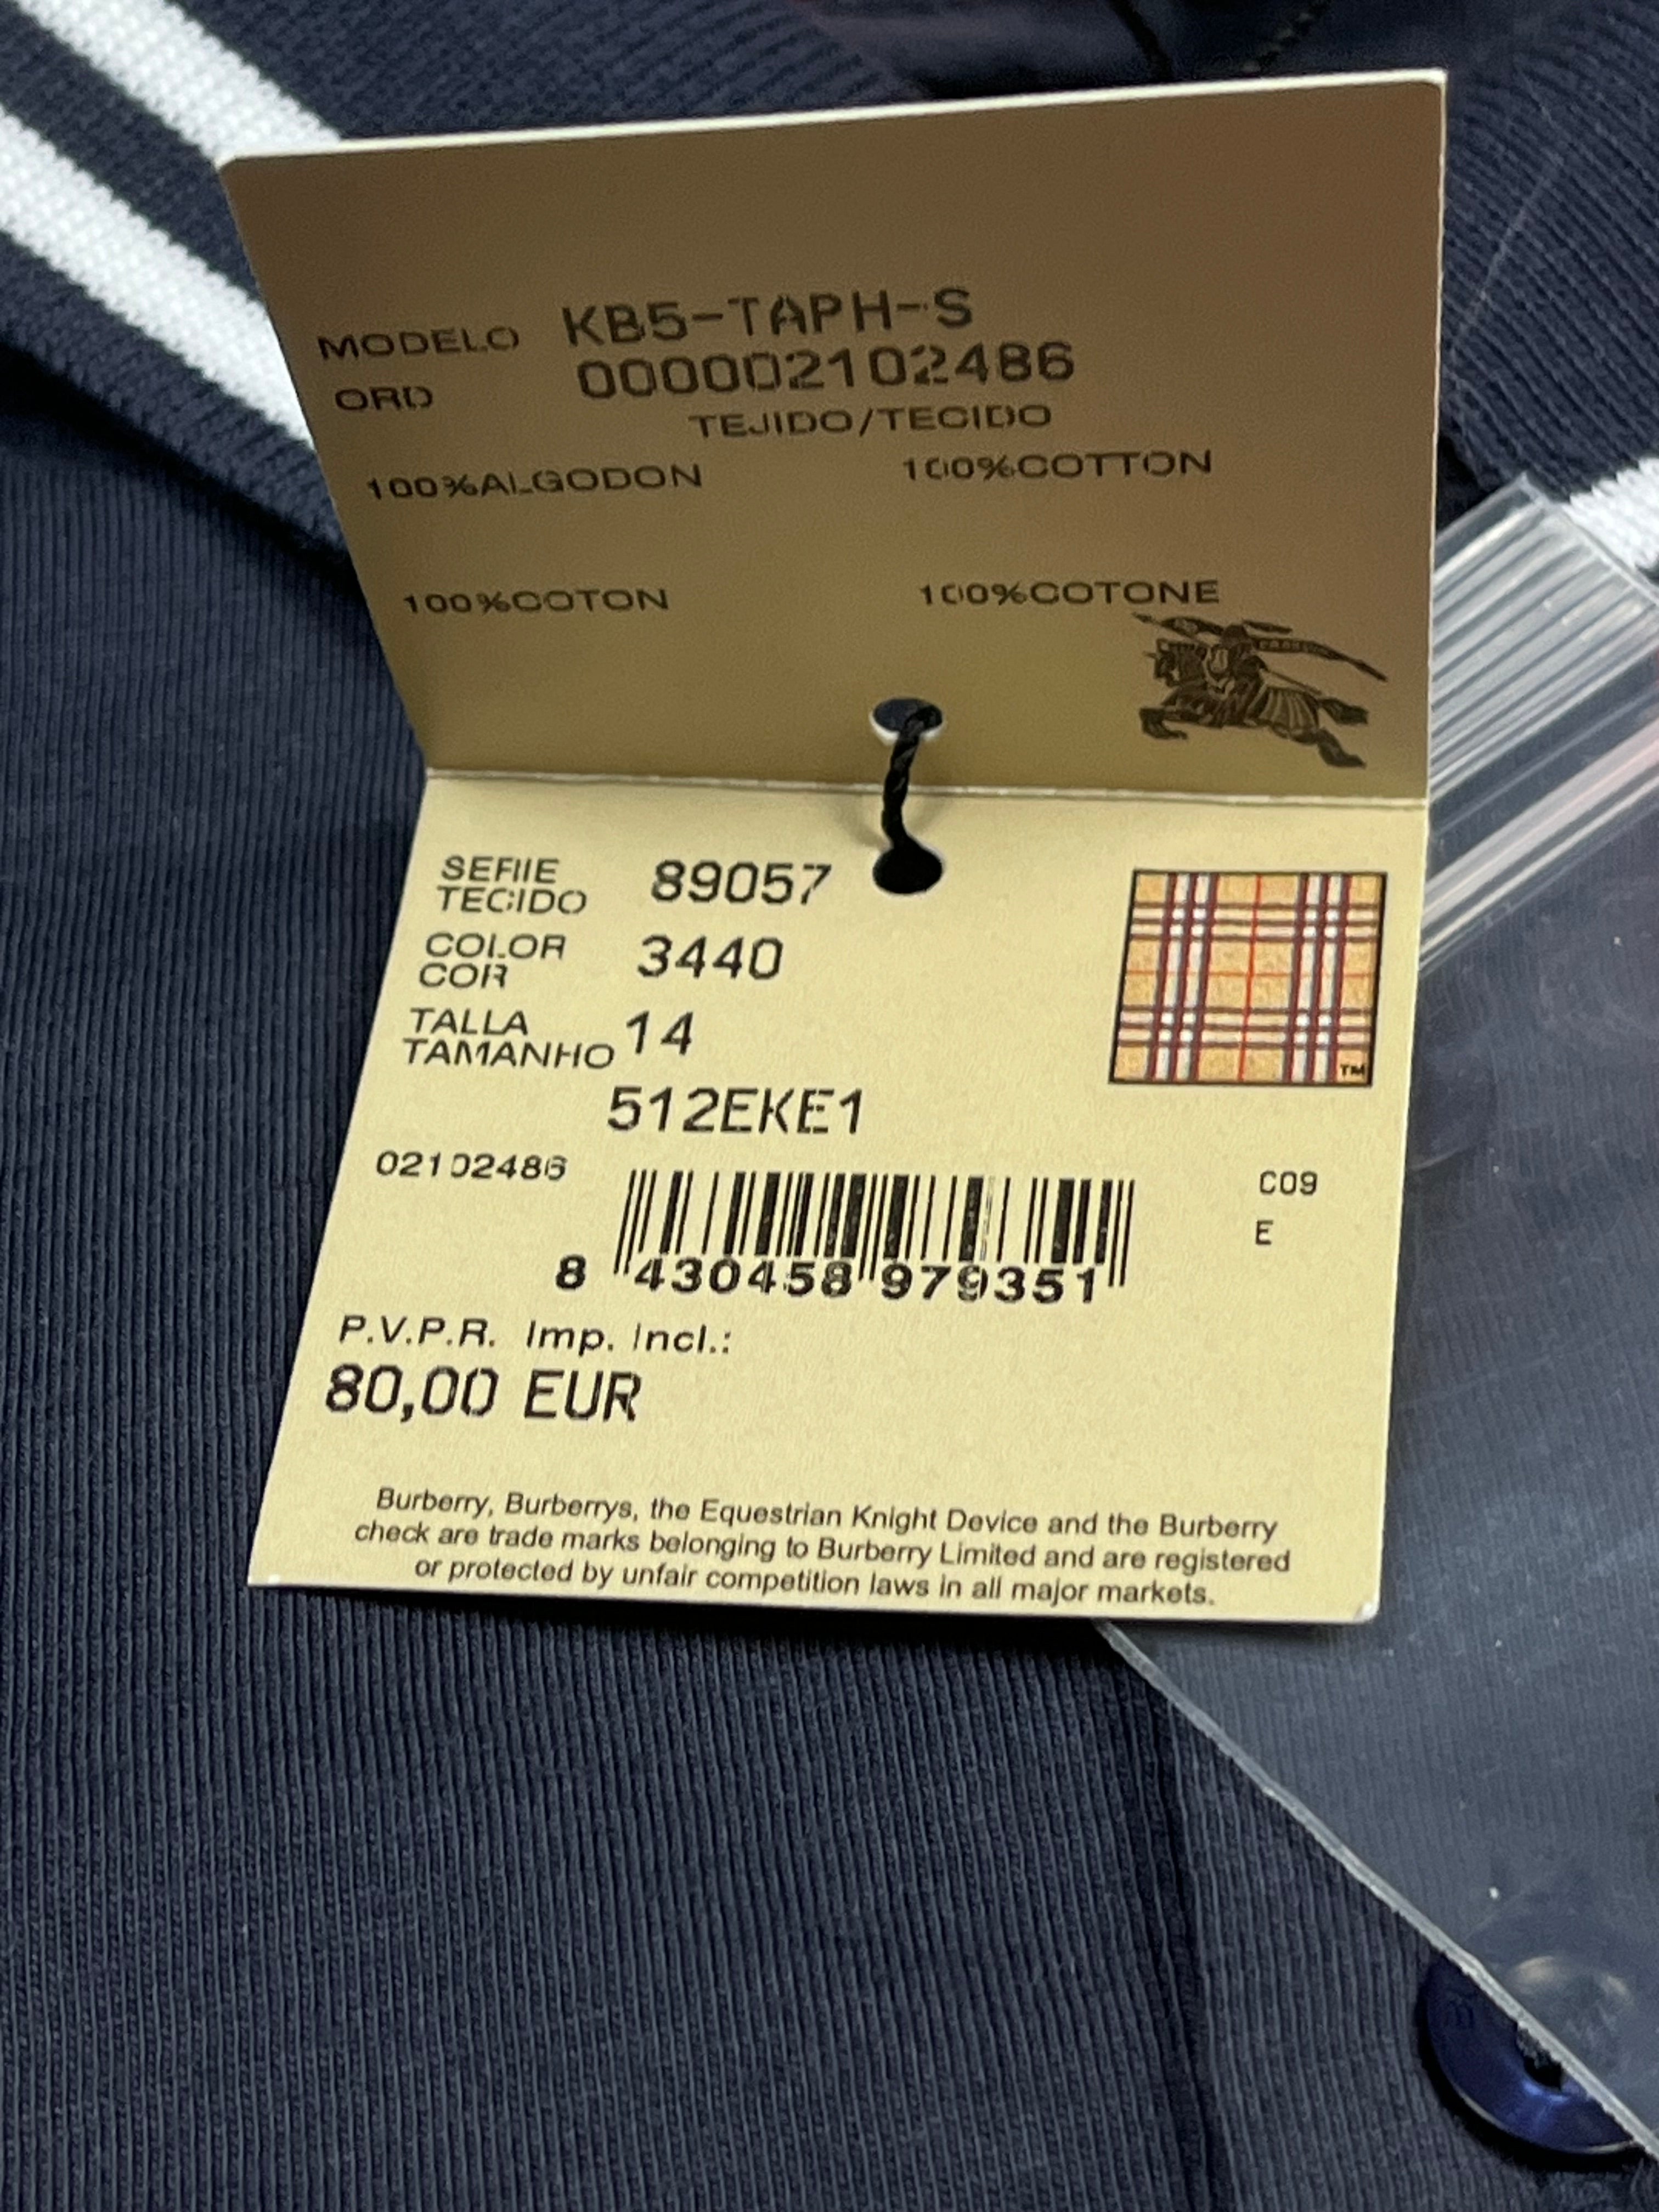 MODELO KB5-TAPH-S
ORD 0000002102486
TEJIDO/TECIDO
100%ALGODON 100%COTTON
100%COTON 100%COTONE
SERIE
TECIDO 89057
COLOR
COR 3440
TALLA
TAMANHO 14
512EKE1
02102486
C09
E
8 430458 979351
P.V.P.R. Imp. Incl.:
80,00 EUR
TM
Burberry, Burberrys, the Equestrian Knight Device and the Burberry
check are trade marks belonging to Burberry Limited and are registered
or protected by unfair competition laws in all major markets.